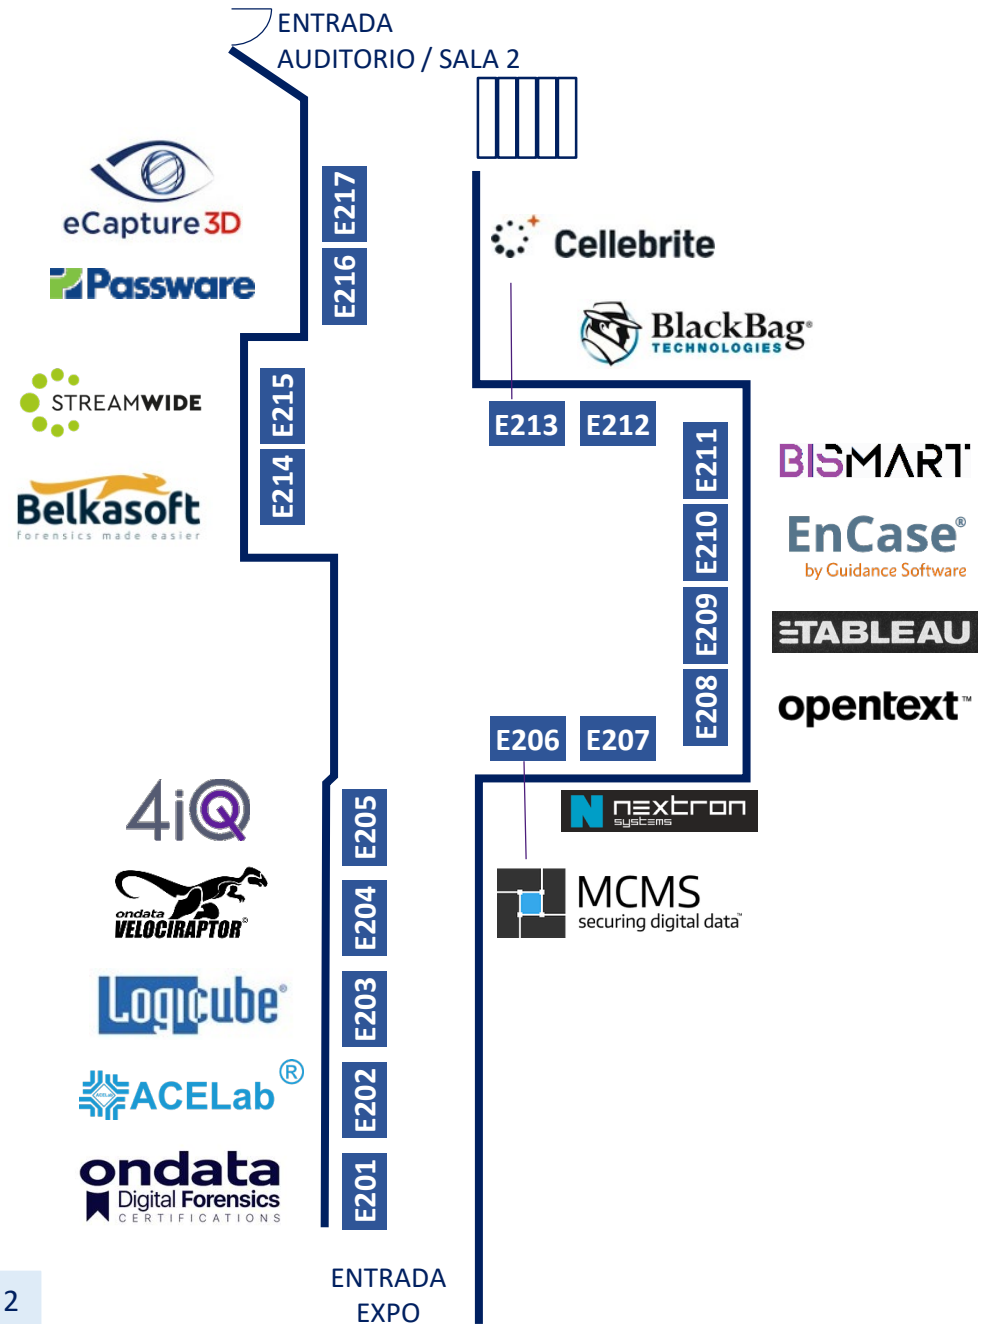 ENTRADA
AUDITORIO / SALA 2
eCapture3D
E217
Cellebrite
Passware
E216
BlackBag®
TECHNOLOGIES
STREAMWIDE
E215
E213
E212
E211
BISMART
Belkasoft
forensics made easier
E214
E210
EnCase®
by Guidance Software
E209
TABLEAU
E208
opentext™
E206
E207
4iQ
E205
nextron
systems
ondata
VELOCIRAPTOR©
E204
MCMS
securing digital data™
Logicube®
E203
ACELab®
E202
ondata
Digital Forensics
CERTIFICATIONS
E201
ENTRADA
EXPO
2